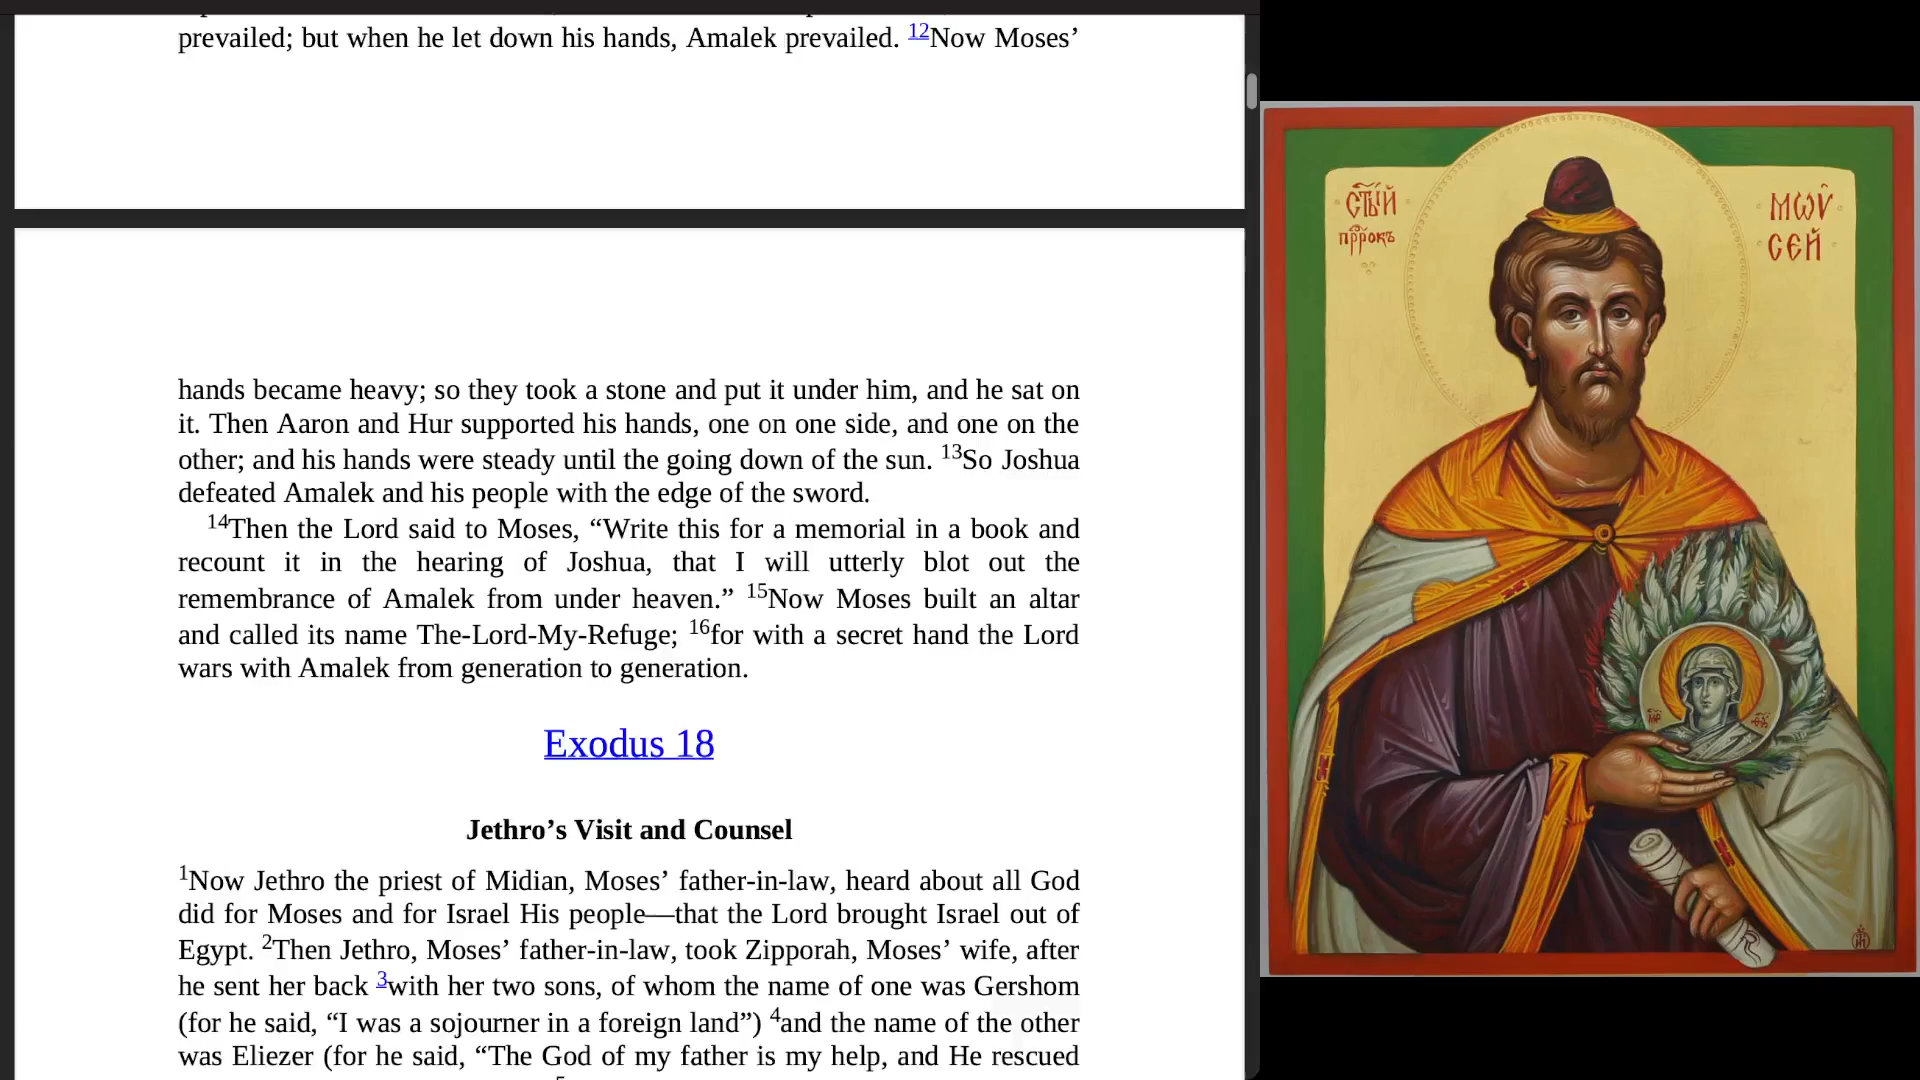 prevailed; but when he let down his hands, Amalek prevailed. 12Now Moses’
hands became heavy; so they took a stone and put it under him, and he sat on
it. Then Aaron and Hur supported his hands, one on one side, and one on the
other; and his hands were steady until the going down of the sun. 13So Joshua
defeated Amalek and his people with the edge of the sword.
14Then the Lord said to Moses, “Write this for a memorial in a book and
recount it in the hearing of Joshua, that I will utterly blot out the
remembrance of Amalek from under heaven.” 15Now Moses built an altar
and called its name The-Lord-My-Refuge; 16for with a secret hand the Lord
wars with Amalek from generation to generation.
Exodus 18
Jethro’s Visit and Counsel
1Now Jethro the priest of Midian, Moses’ father-in-law, heard about all God
did for Moses and for Israel His people—that the Lord brought Israel out of
Egypt. 2Then Jethro, Moses’ father-in-law, took Zipporah, Moses’ wife, after
he sent her back 3with her two sons, of whom the name of one was Gershom
(for he said, “I was a sojourner in a foreign land”) 4and the name of the other
was Eliezer (for he said, “The God of my father is my help, and He rescued
СТЫЙ
ПРРОКЪ
МѠѴ
СЕЙ